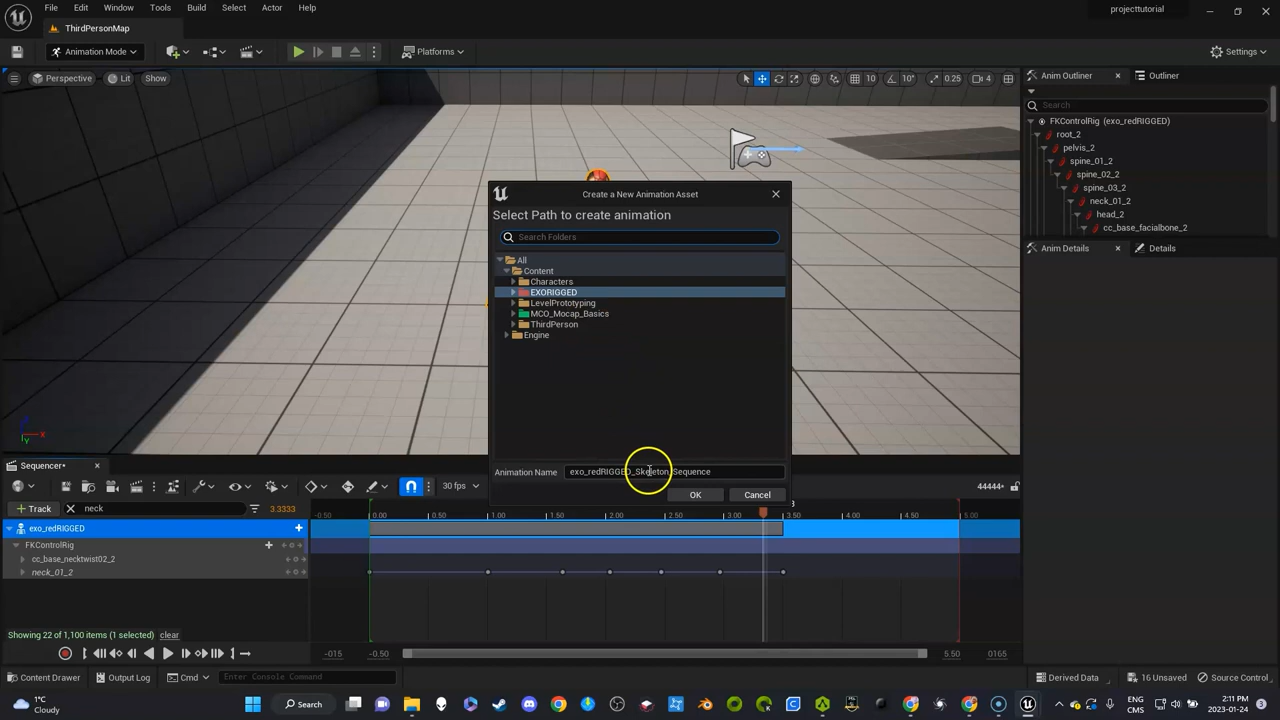 File Edit Window Tools Build Select Actor Help
projecttutorial
ThirdPersonMap
Animation Mode
Platforms
Settings
Perspective Lit Show
10 10° 0.25 4
Anim Outliner Outliner
Search
FKControlRig (exo_redRIGGED)
root_2
pelvis_2
spine_01_2
spine_02_2
spine_03_2
neck_01_2
head_2
cc_base_facialbone_2
Anim Details Details
Create a New Animation Asset
Select Path to create animation
Search Folders
All
Content
Characters
EXORIGGED
LevelPrototyping
MCO_Mocap_Basics
ThirdPerson
Engine
Animation Name exo_redRIGGED_Skeleton_Sequence
OK Cancel
Sequencer*
30 fps
44444*
Track neck 3.3333
-0.50 0.00 0.50 1.00 1.50 2.00 2.50 3.00 3.50 4.00 4.50 5.00
exo_redRIGGED
FKControlRig
cc_base_necktwist02_2
neck_01_2
Showing 22 of 1,100 items (1 selected) clear
-015 -0.50 5.50 0165
Content Drawer Output Log Cmd Enter Console Command
Derived Data 16 Unsaved Source Control
1°C
Cloudy
Search
ENG
CMS
2:11 PM
2023-01-24